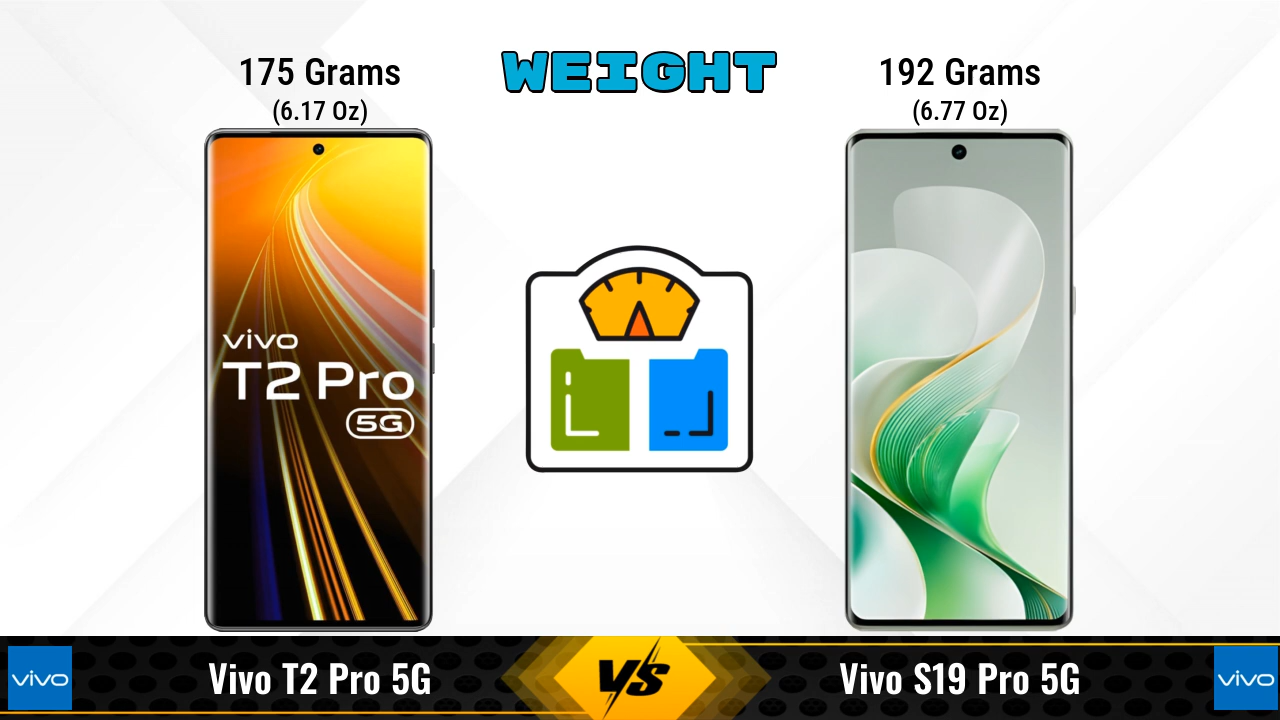 WEIGHT
175 Grams
(6.17 Oz)
192 Grams
(6.77 Oz)
vivo
T2 Pro
5G
vivo
Vivo T2 Pro 5G
VS
Vivo S19 Pro 5G
vivo